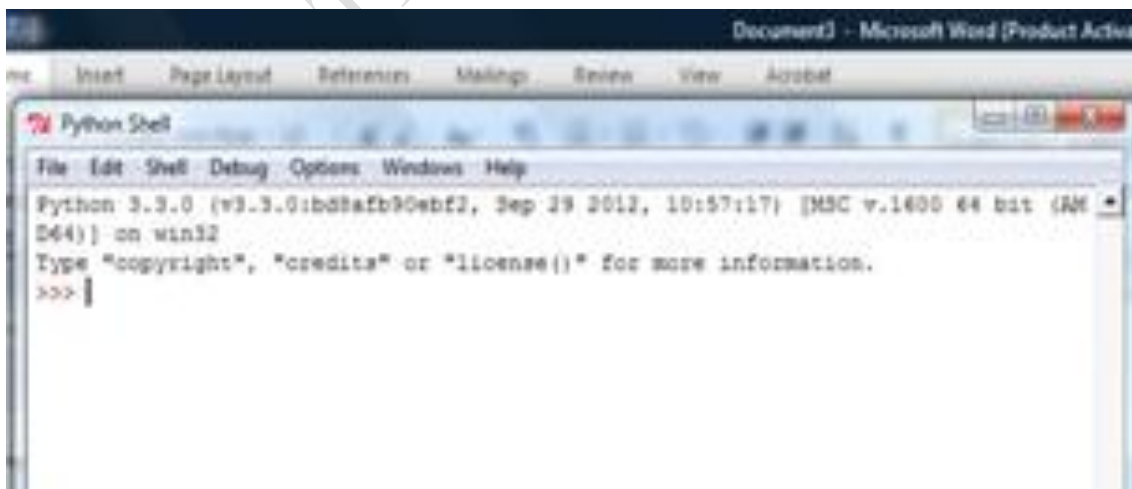 Document3 - Microsoft Word (Product Activa
Insert Page Layout References Mailings Review View Acrobat
Python Shell
File Edit Shell Debug Options Windows Help
Python 3.3.0 (v3.3.0:bd8afb90ebf2, Sep 29 2012, 10:57:17) [MSC v.1600 64 bit (AM
D64)] on win32
Type "copyright", "credits" or "license()" for more information.
>>>